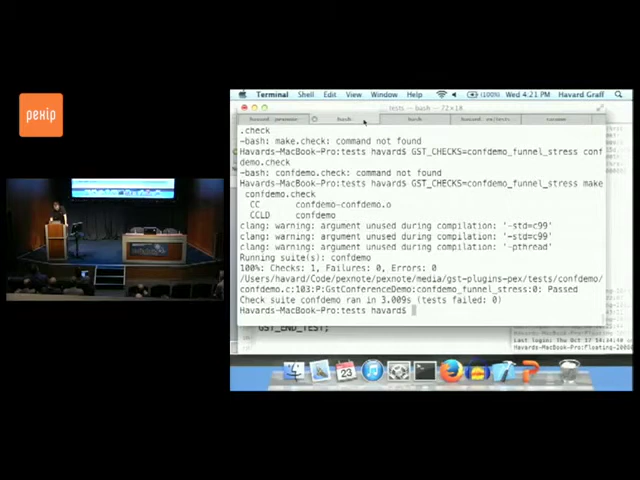 Terminal Shell Edit View Window Help (100%) Wed 4:21 PM Havard Graff
tests — bash — 72×18
bash bash
pexip
.check
-bash: make.check: command not found
Havards-MacBook-Pro:tests havard$ GST_CHECKS=confdemo_funnel_stress conf
demo.check
-bash: confdemo.check: command not found
Havards-MacBook-Pro:tests havard$ GST_CHECKS=confdemo_funnel_stress make
confdemo.check
CC confdemo-confdemo.o
CCLD confdemo
clang: warning: argument unused during compilation: '-std=c99'
clang: warning: argument unused during compilation: '-std=c99'
clang: warning: argument unused during compilation: '-pthread'
Running suite(s): confdemo
100%: Checks: 1, Failures: 0, Errors: 0
/Users/havard/Code/pexnote/pexnote/media/gst-plugins-pex/tests/confdemo/
confdemo.c:103:P:GstConferenceDemo:confdemo_funnel_stress:0: Passed
Check suite confdemo ran in 3.009s (tests failed: 0)
Havards-MacBook-Pro:tests havard$
GST_END_TEST;
23